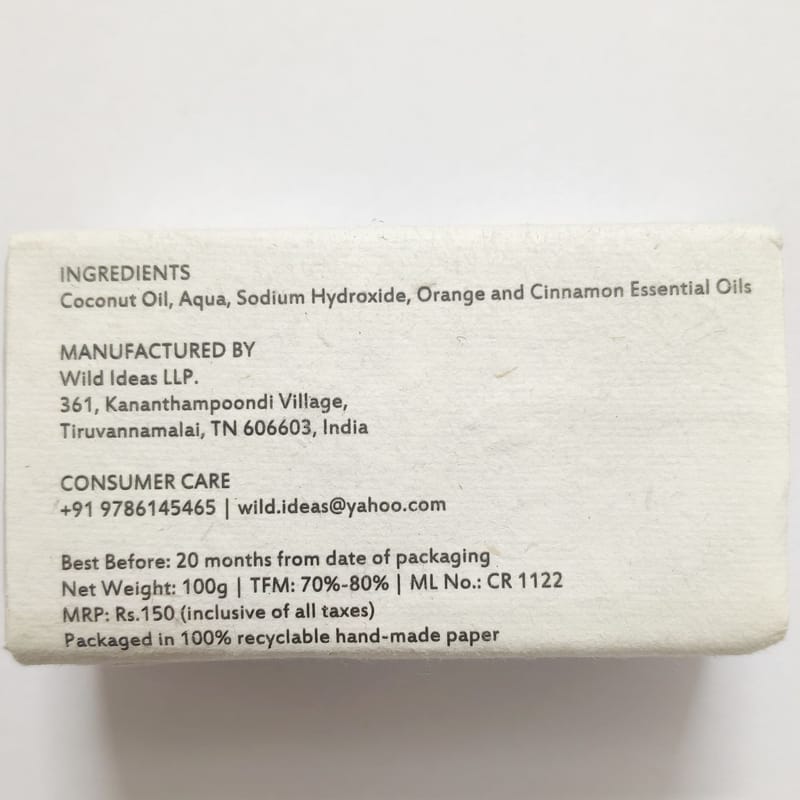 INGREDIENTS
Coconut Oil, Aqua, Sodium Hydroxide, Orange and Cinnamon Essential Oils
MANUFACTURED BY
Wild Ideas LLP.
361, Kananthampoondi Village,
Tiruvannamalai, TN 606603, India
CONSUMER CARE
+91 9786145465 | wild.ideas@yahoo.com
Best Before: 20 months from date of packaging
Net Weight: 100g | TFM: 70%-80% | ML No.: CR 1122
MRP: Rs.150 (inclusive of all taxes)
Packaged in 100% recyclable hand-made paper